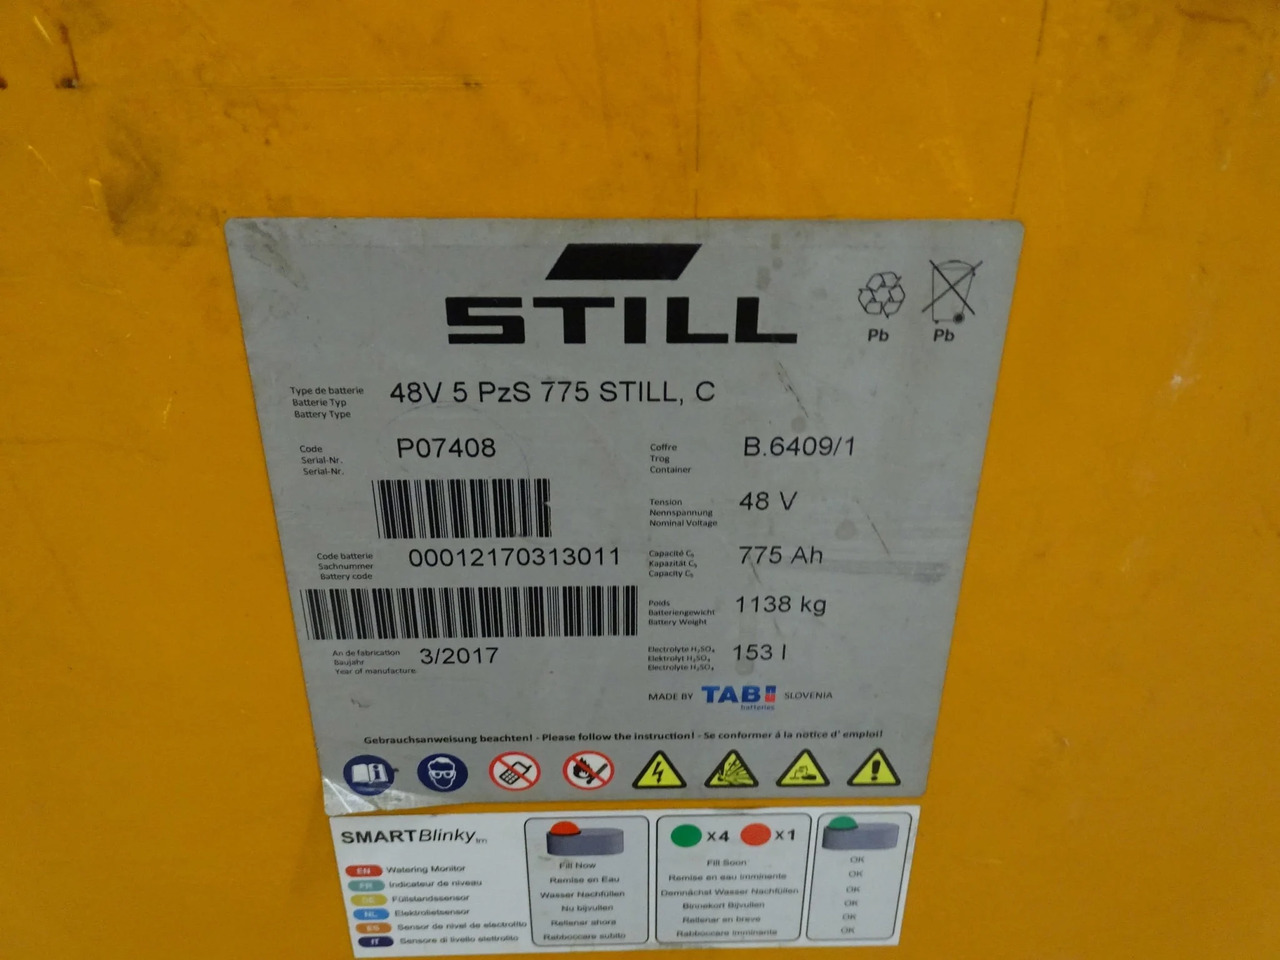 STILL
Pb
Pb
Type de batterie
Batterie Typ
Battery Type
48V 5 PzS 775 STILL, C
Code
Serial-Nr.
Serial-Nr.
P07408
Coffre
Trog
Container
B.6409/1
Tension
Nennspannung
Nominal Voltage
48 V
Code batterie
Sachnummer
Battery code
00012170313011
Capacité C₅
Kapazität C₅
Capacity C₅
775 Ah
Poids
Batteriengewicht
Battery Weight
1138 kg
An de fabrication
Baujahr
Year of manufacture
3/2017
Electrolyte H₂SO₄
Elektrolyt H₂SO₄
Electrolyte H₂SO₄
153 l
MADE BY TAB batteries SLOVENIA
Gebrauchsanweisung beachten! - Please follow the instruction! - Se conformer á la notice d' emploi!
SMARTBlinky tm
EN Watering Monitor
FR Indicateur de niveau
DE Füllstandssensor
NL Elektrolietsensor
ES Sensor de nivel de electrolito
IT Sensore di livello elettrolito
Fill Now
Remise en Eau
Wasser Nachfüllen
Nu bijvullen
Rellenar ahora
Rabboccare subito
x4 x1
Fill Soon
Remise en eau imminente
Demnächst Wasser Nachfüllen
Binnekort Bijvullen
Rellenar en breve
Rabboccare imminente
OK
OK
OK
OK
OK
OK